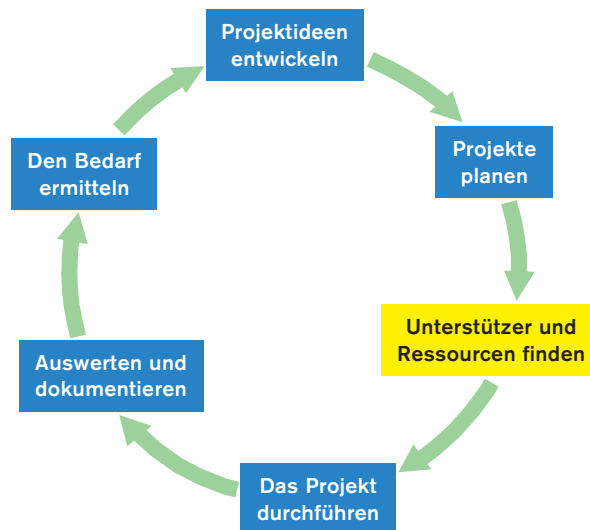 Projektideen
entwickeln
Projekte
planen
Unterstützer und
Ressourcen finden
Das Projekt
durchführen
Auswerten und
dokumentieren
Den Bedarf
ermitteln